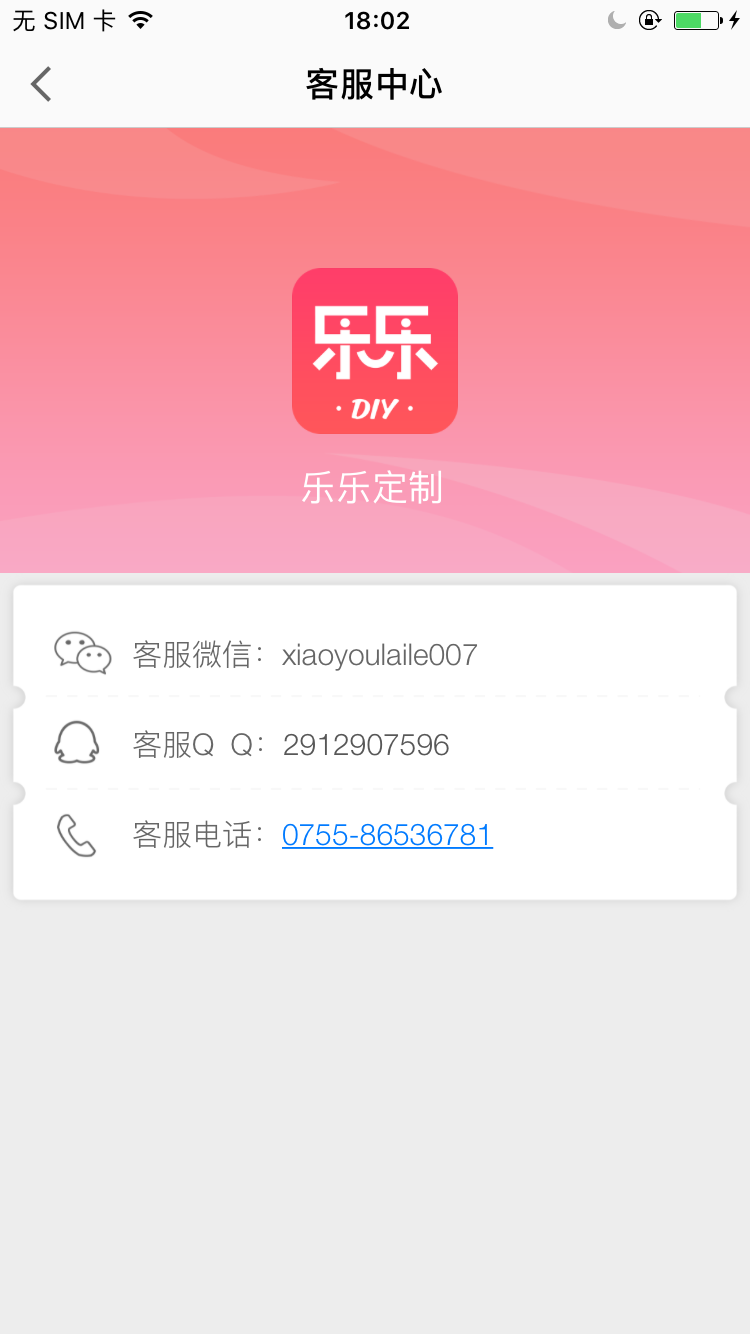 无 SIM 卡 18:02
客服中心
乐乐
· DIY ·
乐乐定制
客服微信：xiaoyoulaile007
客服Q Q：2912907596
客服电话：0755-86536781